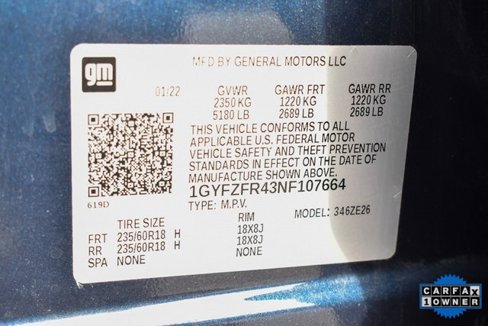 gm
MFD BY GENERAL MOTORS LLC
01/22 GVWR GAWR FRT GAWR RR
2350 KG 1220 KG 1220 KG
5180 LB 2689 LB 2689 LB
THIS VEHICLE CONFORMS TO ALL
APPLICABLE U.S. FEDERAL MOTOR
VEHICLE SAFETY AND THEFT PREVENTION
STANDARDS IN EFFECT ON THE DATE OF
MANUFACTURE SHOWN ABOVE.
1GYFZFR43NF107664
619D
TYPE: M.P.V. MODEL: 346ZE26
TIRE SIZE RIM
FRT 235/60R18 H 18X8J
RR 235/60R18 H 18X8J
SPA NONE NONE
CARFAX
1 OWNER